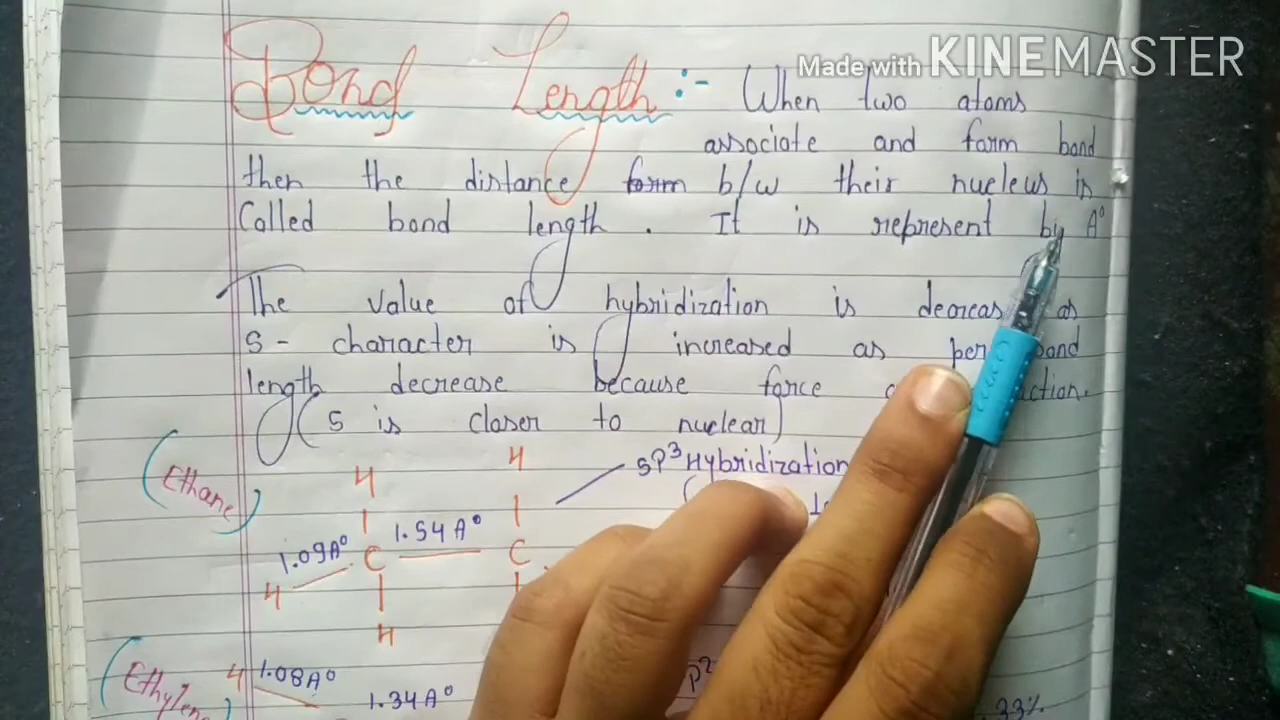 Made with KINEMASTER
Bond Length :- When two atoms
associate and form bond
then the distance form b/w their nucleus is
Called bond length. It is represent by A°
The value of hybridization is decreas as
S- character is increased as per bond
length decrease because force
(S is closer to nuclear)
(Ethane)
H H
SP³ Hybridization
1.09A° C 1.54A° C
H
H
(Ethylene)
H 1.08A°
1.34A°
33%